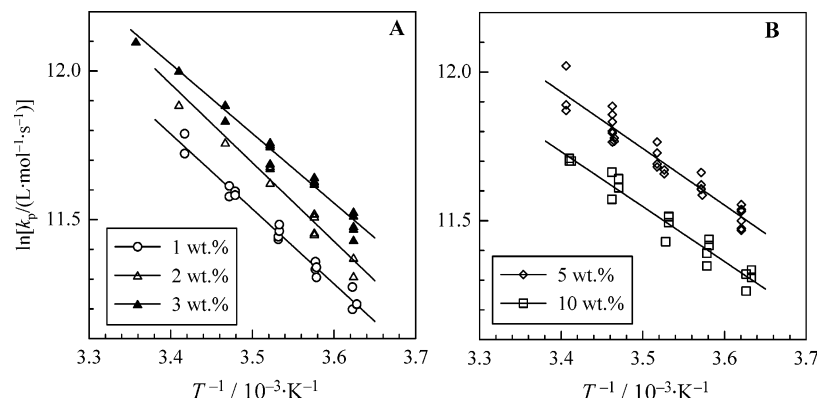 A
B
12.0
11.5
ln[kp/(L·mol⁻¹·s⁻¹)]
1 wt.%
2 wt.%
3 wt.%
3.3 3.4 3.5 3.6 3.7
T⁻¹ / 10⁻³·K⁻¹
12.0
11.5
5 wt.%
10 wt.%
3.3 3.4 3.5 3.6 3.7
T⁻¹ / 10⁻³·K⁻¹